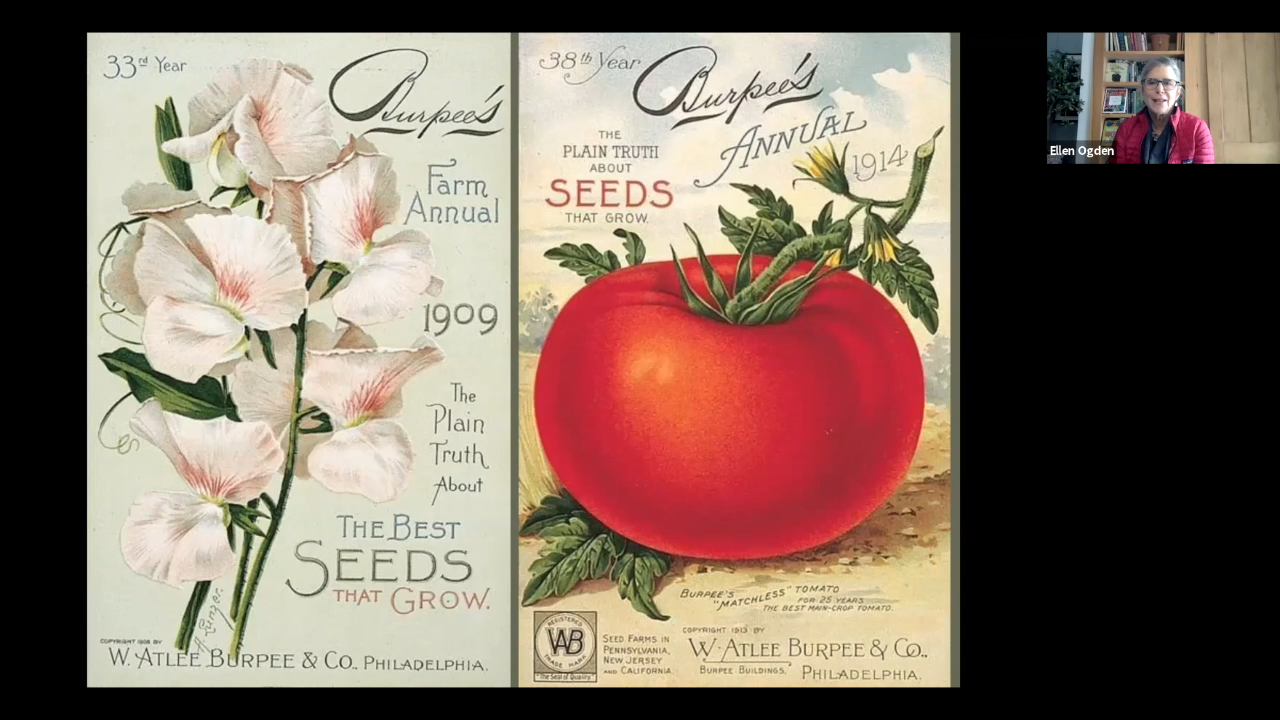 33rd Year
Burpee's
Farm
Annual
1909
The
Plain
Truth
About
THE BEST
SEEDS
THAT GROW.
COPYRIGHT 1908 BY
W. ATLEE BURPEE & CO., PHILADELPHIA.
38th Year
Burpee's
ANNUAL
1914
THE
PLAIN TRUTH
ABOUT
SEEDS
THAT GROW.
BURPEE'S
"MATCHLESS" TOMATO
FOR 25 YEARS
THE BEST MAIN-CROP TOMATO.
REGISTERED
WAB
TRADE MARK
"The Seal of Quality"
SEED FARMS IN
PENNSYLVANIA,
NEW JERSEY
AND CALIFORNIA.
COPYRIGHT 1913 BY
W. ATLEE BURPEE & CO.,
BURPEE BUILDINGS,
PHILADELPHIA.
Ellen Ogden